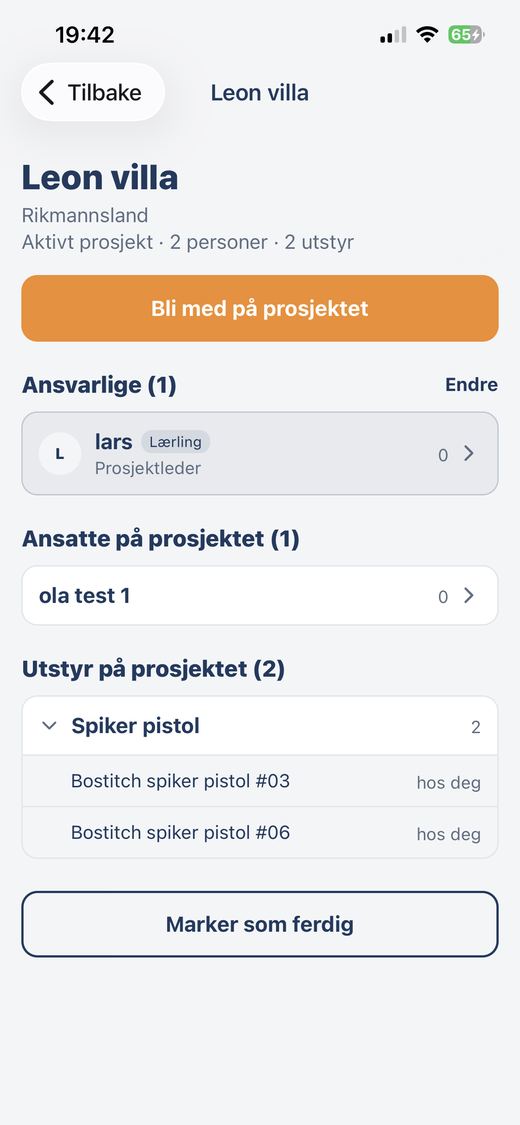 19:42
65
Tilbake
Leon villa
Leon villa
Rikmannsland
Aktivt prosjekt · 2 personer · 2 utstyr
Bli med på prosjektet
Ansvarlige (1)
Endre
L
lars
Lærling
Prosjektleder
0
Ansatte på prosjektet (1)
ola test 1
0
Utstyr på prosjektet (2)
Spiker pistol
2
Bostitch spiker pistol #03
hos deg
Bostitch spiker pistol #06
hos deg
Marker som ferdig